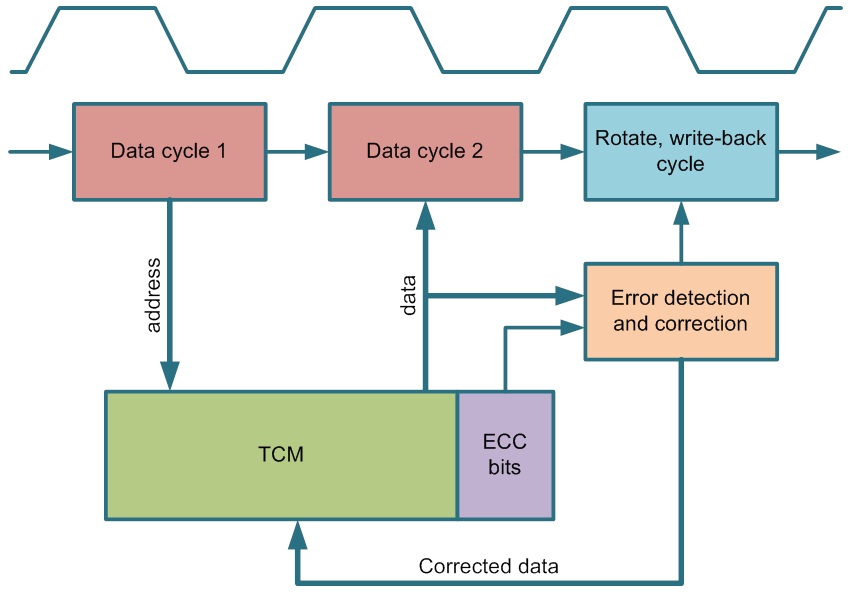 Data cycle 1
Data cycle 2
Rotate, write-back
cycle
address
data
Error detection
and correction
TCM
ECC
bits
Corrected data